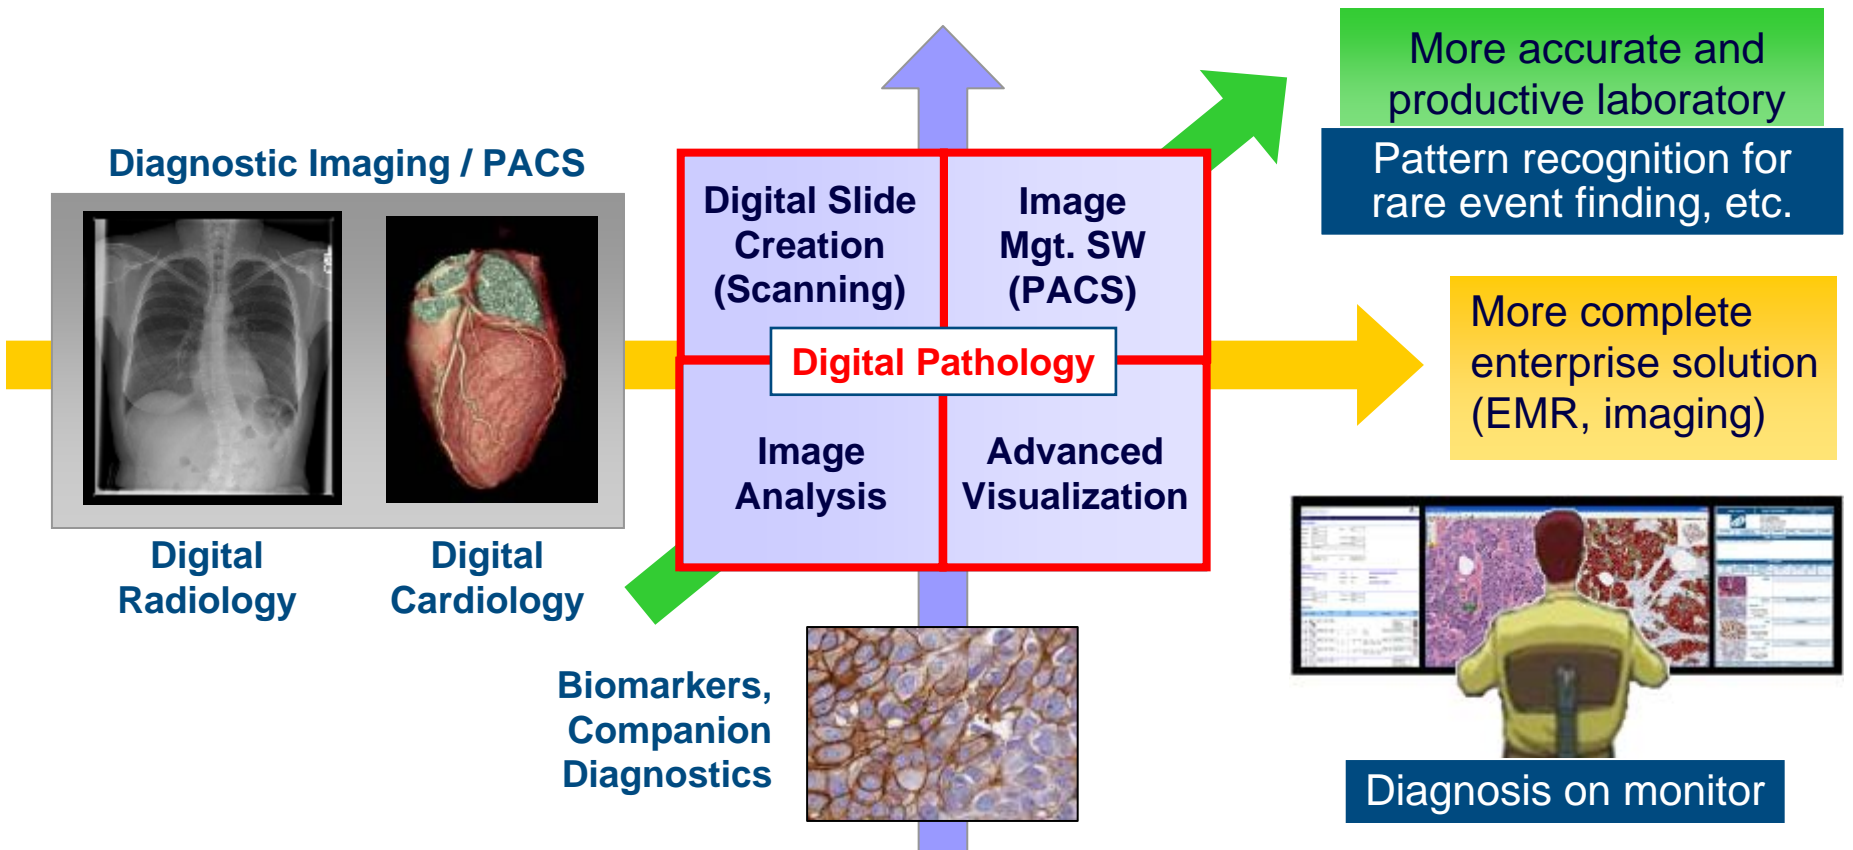 Diagnostic Imaging / PACS
Digital
Radiology
Digital
Cardiology
Digital Slide
Creation
(Scanning)
Image
Mgt. SW
(PACS)
Digital Pathology
Image
Analysis
Advanced
Visualization
Biomarkers,
Companion
Diagnostics
More accurate and
productive laboratory
Pattern recognition for
rare event finding, etc.
More complete
enterprise solution
(EMR, imaging)
Diagnosis on monitor